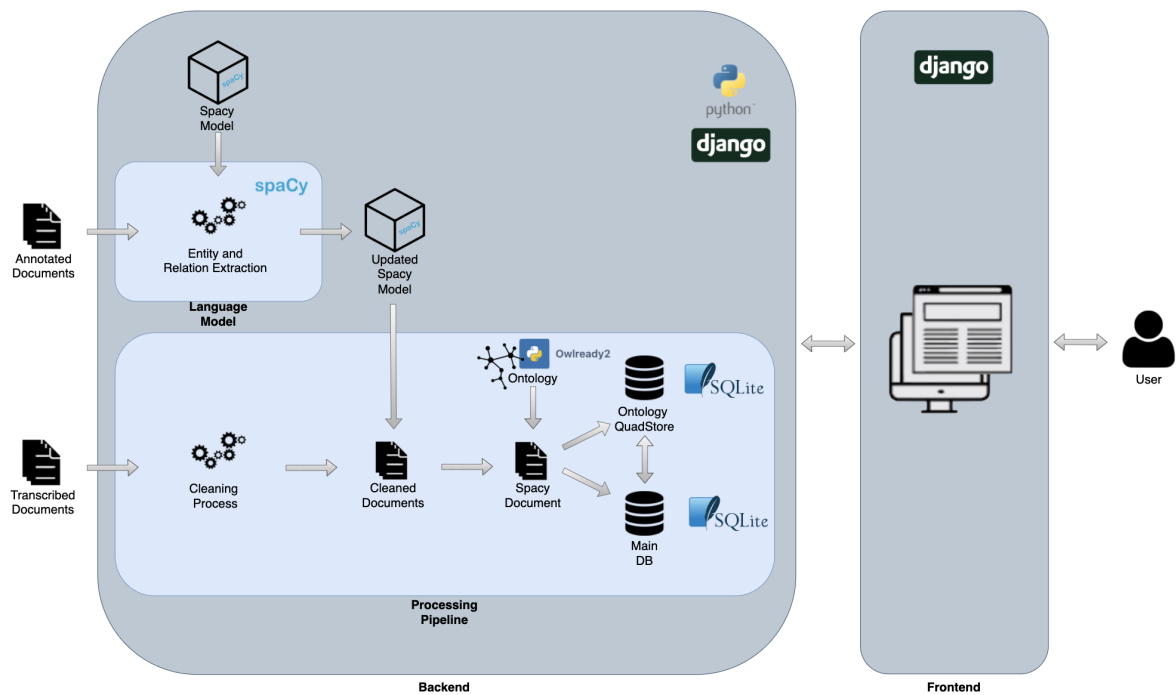 spaCy
Spacy
Model
python
django
django
spaCy
Entity and
Relation Extraction
Language
Model
Annotated
Documents
spaCy
Updated
Spacy
Model
Owlready2
Ontology
Ontology
QuadStore
SQLite
User
Transcribed
Documents
Cleaning
Process
Cleaned
Documents
Spacy
Document
Main
DB
SQLite
Processing
Pipeline
Backend
Frontend